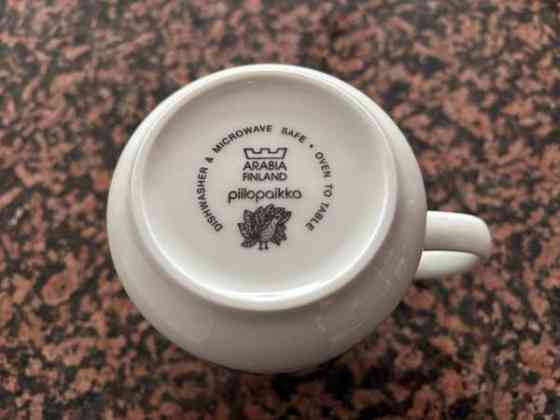 DISHWASHER & MICROWAVE SAFE • OVEN TO TABLE
ARABIA
FINLAND
piilopaikka